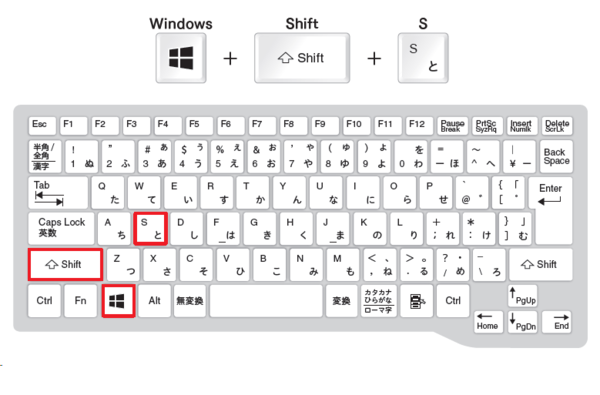 Windows Shift S
+ ⇧ Shift + S と
Esc F1 F2 F3 F4 F5 F6 F7 F8 F9 F10 F11 F12 Pause Break PrtSc SyzRq Insert Numlk Delete ScrLk
半角/全角 漢字 ! 1 ぬ " 2 ふ # ぁ 3 あ $ ぅ 4 う % ぇ 5 え & ぉ 6 お ' ゃ 7 や ( ゅ 8 ゆ ) ょ 9 よ を 0 わ = - ほ ~ ^ へ | ¥ ー Back Space
Tab Q た W て E い R す T か Y ん U な I に O ら P せ ` @ ゛ { 「 [ ゜ Enter
Caps Lock 英数 A ち S と D し F は G き H く J ま K の L り + ; れ * : け } 」 ] む
⇧ Shift Z つ X さ C そ V ひ B こ N み M も < 、 , ね > 。 . る ? ・ / め _ \ ろ ⇧ Shift
Ctrl Fn Alt 無変換 変換 カタカナ ひらがな ローマ字 Ctrl ↑ PgUp
← Home ↓ PgDn → End